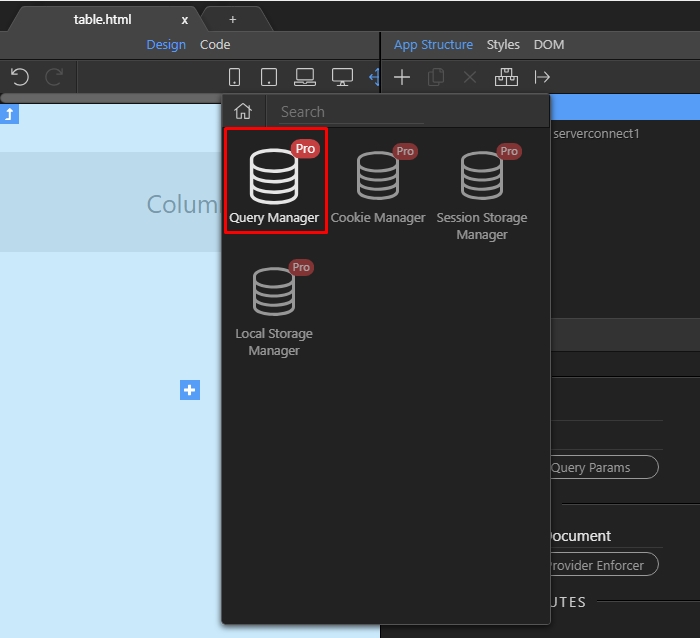 table.html x +
Design Code App Structure Styles DOM
Search
serverconnect1
Pro Pro Pro
Query Manager Cookie Manager Session Storage
Manager
Colum
Pro
Local Storage
Manager
Query Params
ocument
rovider Enforcer
UTES